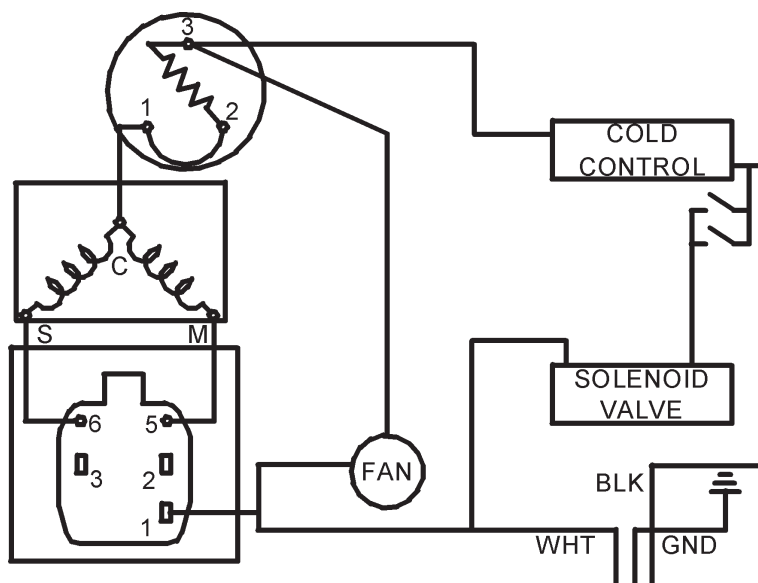 3
1
2
COLD
CONTROL
C
S
M
SOLENOID
VALVE
6
5
3
2
FAN
BLK
1
WHT
GND